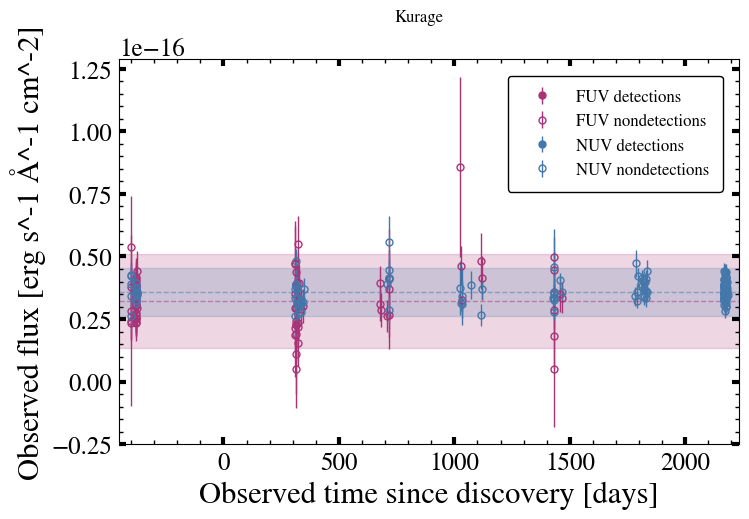 Kurage
1e−16
Observed flux [erg s^-1 Å^-1 cm^-2]
1.25
1.00
0.75
0.50
0.25
0.00
−0.25
FUV detections
FUV nondetections
NUV detections
NUV nondetections
0 500 1000 1500 2000
Observed time since discovery [days]